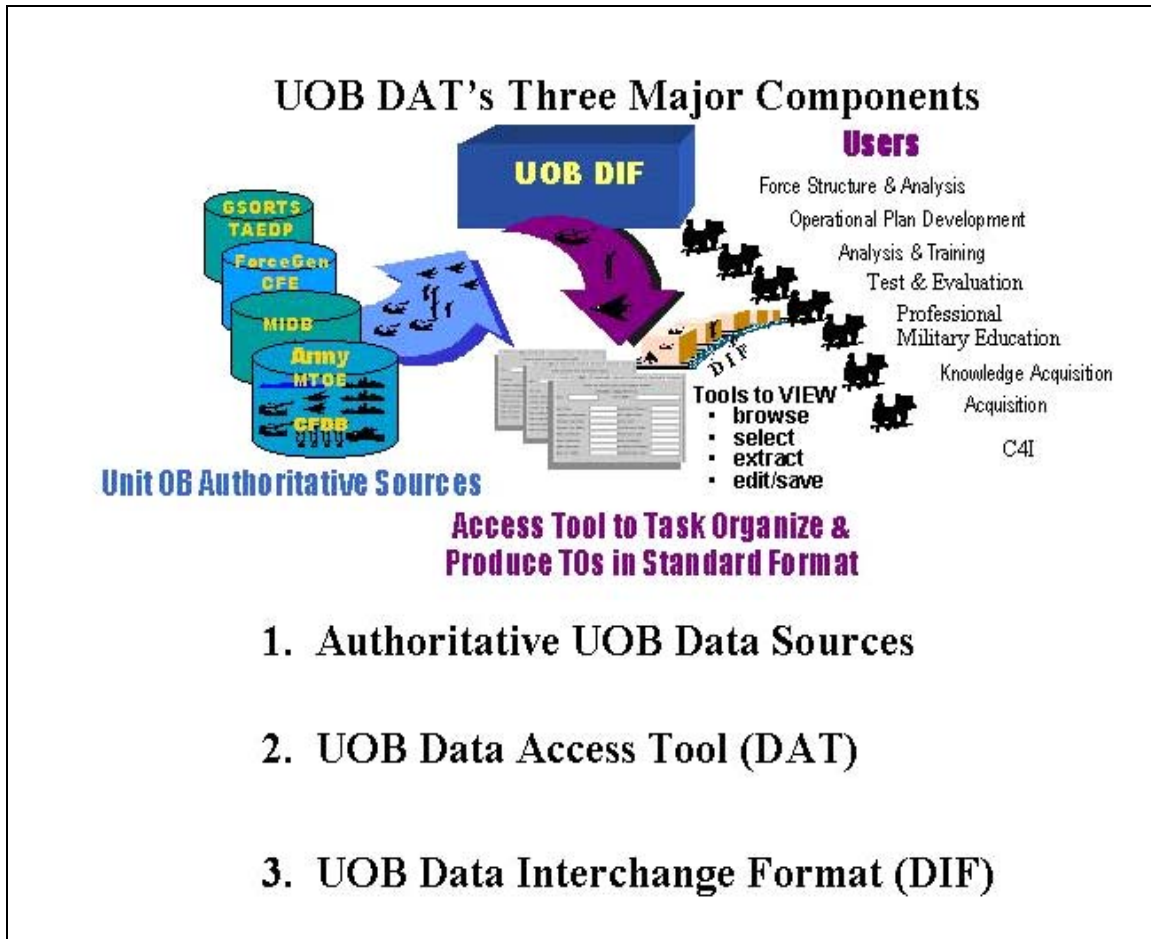 UOB DAT's Three Major Components
UOB DIF
Users
Force Structure & Analysis
Operational Plan Development
Analysis & Training
Test & Evaluation
Professional
Military Education
Knowledge Acquisition
Acquisition
C4I
GSORTS
TAEDP
ForceGen
CFE
MIDB
Army
MTOE
CFDB
Unit OB Authoritative Sources
DIF
Tools to VIEW
▪ browse
▪ select
▪ extract
▪ edit/save
Access Tool to Task Organize &
Produce TOs in Standard Format
1. Authoritative UOB Data Sources
2. UOB Data Access Tool (DAT)
3. UOB Data Interchange Format (DIF)